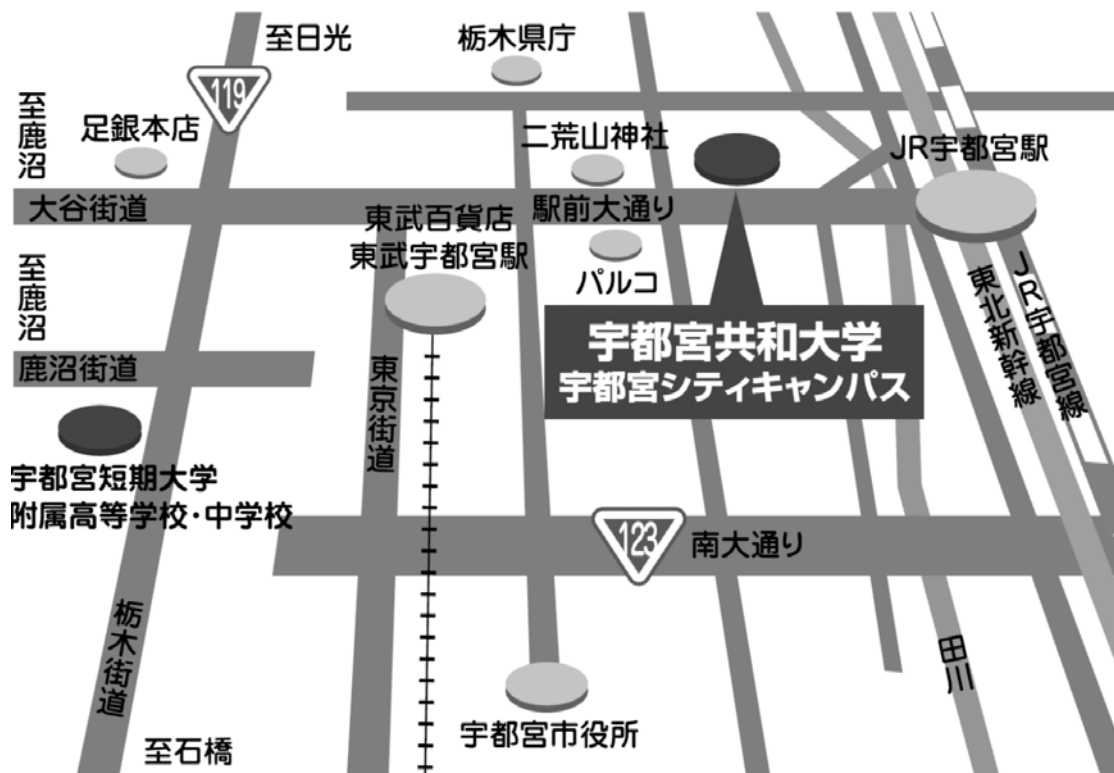 至日光
栃木県庁
119
至鹿沼
足銀本店
二荒山神社
JR宇都宮駅
大谷街道
駅前大通り
東武百貨店
東武宇都宮駅
パルコ
至鹿沼
鹿沼街道
宇都宮共和大学
宇都宮シティキャンパス
東北新幹線
JR宇都宮線
東京街道
宇都宮短期大学
附属高等学校・中学校
123
南大通り
栃木街道
田川
宇都宮市役所
至石橋